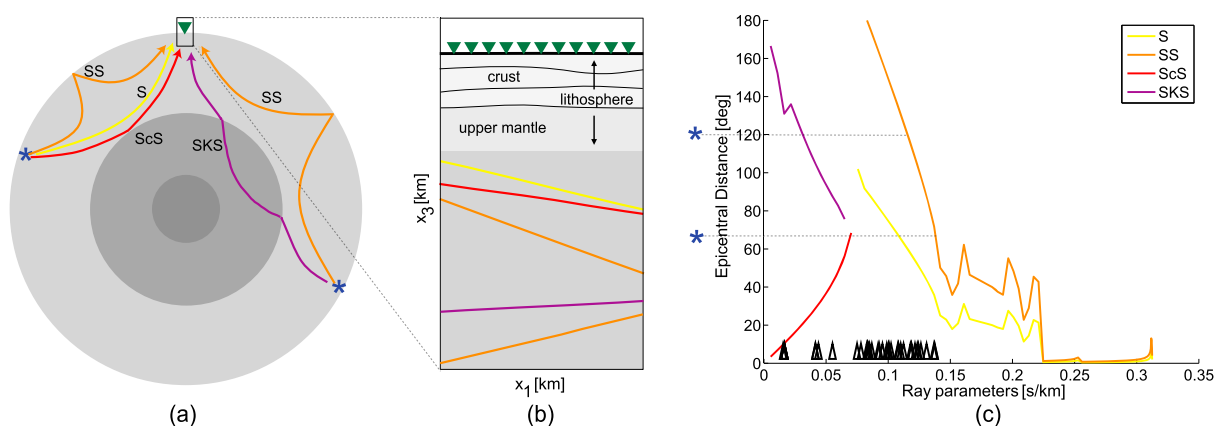 SS
S
ScS
SKS
SS
*
*
(a)
crust
lithosphere
upper mantle
x3 [km]
x1 [km]
(b)
S
SS
ScS
SKS
Epicentral Distance [deg]
180
160
140
120
100
80
60
40
20
0
*
*
0
0.05
0.1
0.15
0.2
0.25
0.3
0.35
Ray parameters [s/km]
(c)